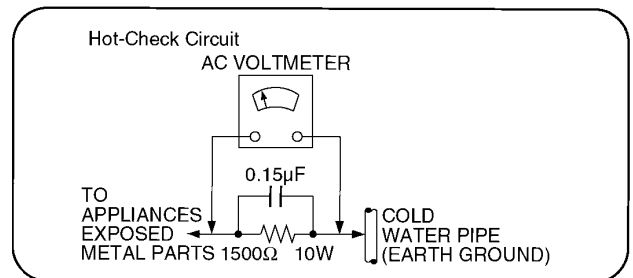 Hot-Check Circuit
AC VOLTMETER
0.15µF
TO
APPLIANCES
EXPOSED
METAL PARTS
1500Ω
10W
COLD
WATER PIPE
(EARTH GROUND)